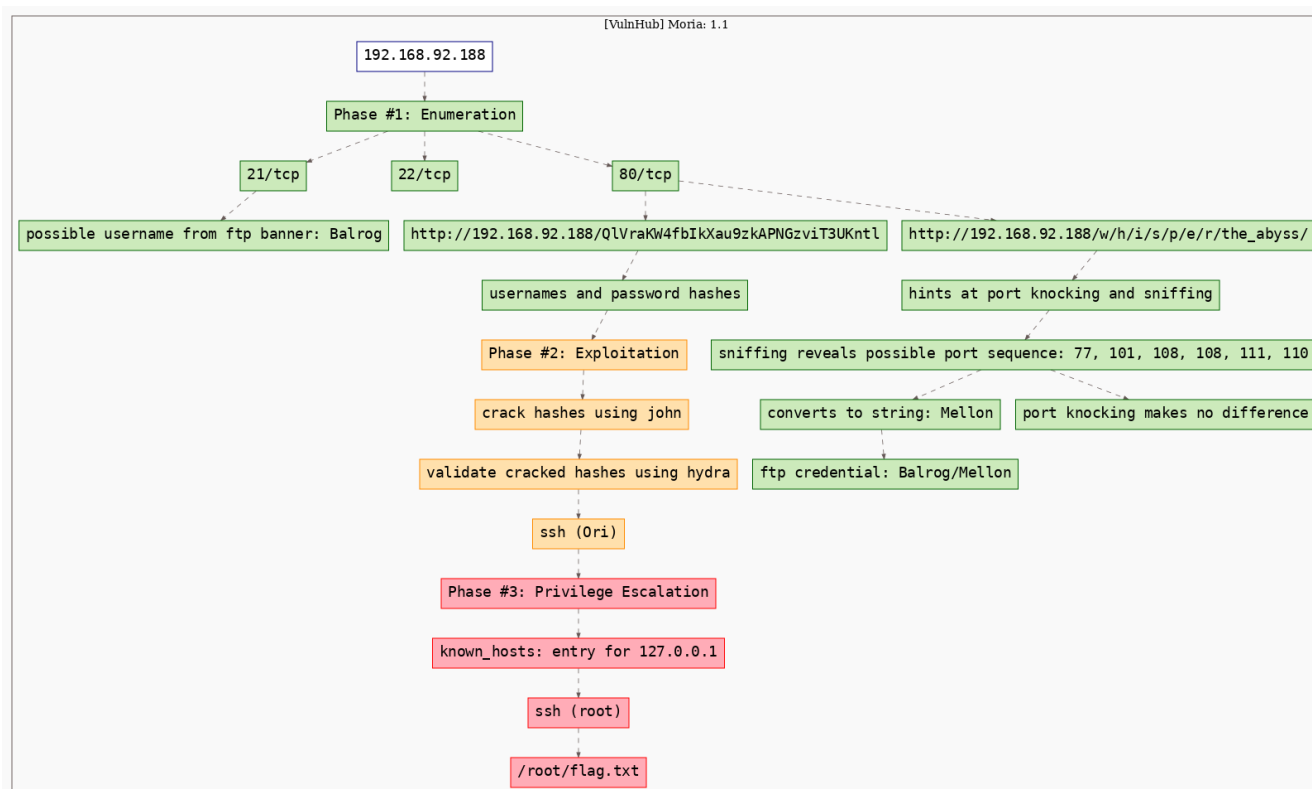 [VulnHub] Moria: 1.1
192.168.92.188
Phase #1: Enumeration
21/tcp
22/tcp
80/tcp
possible username from ftp banner: Balrog
http://192.168.92.188/QlVraKW4fbIkXau9zkAPNGzviT3UKntl
http://192.168.92.188/w/h/i/s/p/e/r/the_abyss/
usernames and password hashes
hints at port knocking and sniffing
Phase #2: Exploitation
sniffing reveals possible port sequence: 77, 101, 108, 108, 111, 110
crack hashes using john
converts to string: Mellon
port knocking makes no difference
validate cracked hashes using hydra
ftp credential: Balrog/Mellon
ssh (Ori)
Phase #3: Privilege Escalation
known_hosts: entry for 127.0.0.1
ssh (root)
/root/flag.txt